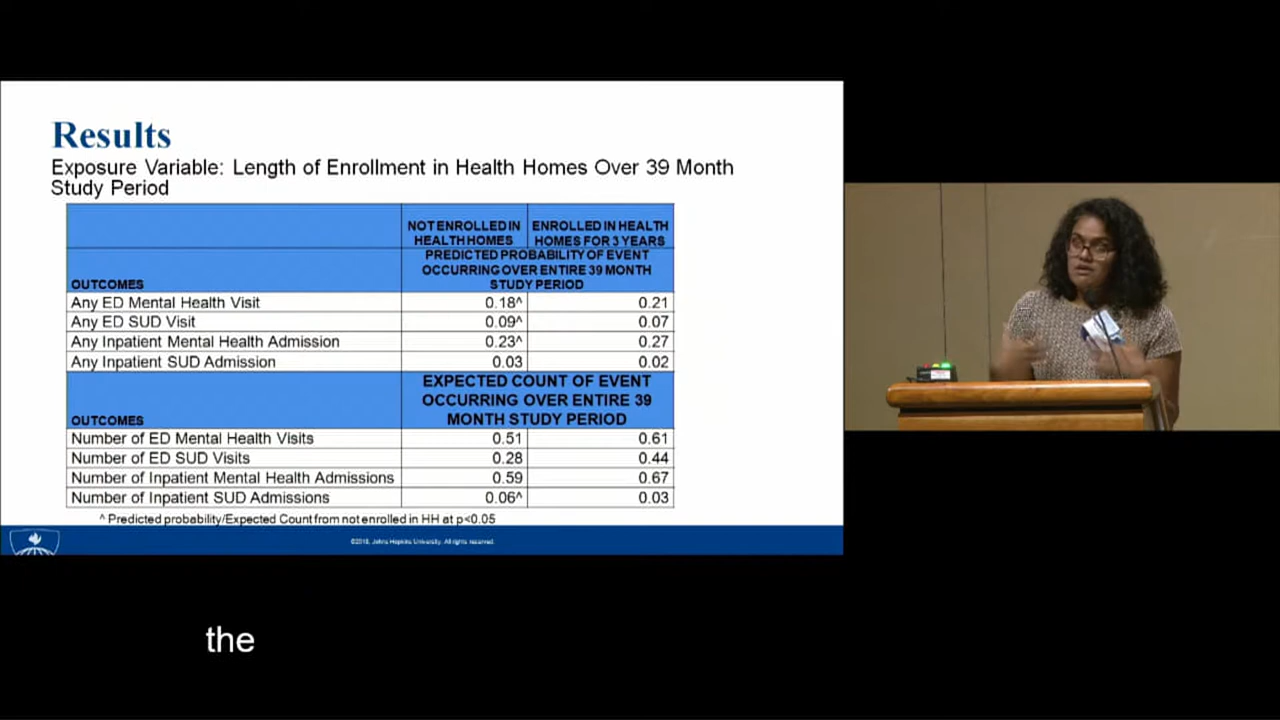 Results
Exposure Variable: Length of Enrollment in Health Homes Over 39 Month
Study Period
NOT ENROLLED IN HEALTH HOMES
ENROLLED IN HEALTH HOMES FOR 3 YEARS
OUTCOMES
PREDICTED PROBABILITY OF EVENT
OCCURRING OVER ENTIRE 39 MONTH
STUDY PERIOD
Any ED Mental Health Visit 0.18^ 0.21
Any ED SUD Visit 0.09^ 0.07
Any Inpatient Mental Health Admission 0.23^ 0.27
Any Inpatient SUD Admission 0.03 0.02
OUTCOMES
EXPECTED COUNT OF EVENT
OCCURRING OVER ENTIRE 39
MONTH STUDY PERIOD
Number of ED Mental Health Visits 0.51 0.61
Number of ED SUD Visits 0.28 0.44
Number of Inpatient Mental Health Admissions 0.59 0.67
Number of Inpatient SUD Admissions 0.06^ 0.03
^ Predicted probability/Expected Count from not enrolled in HH at p<0.05
©2018, Johns Hopkins University. All rights reserved.
the